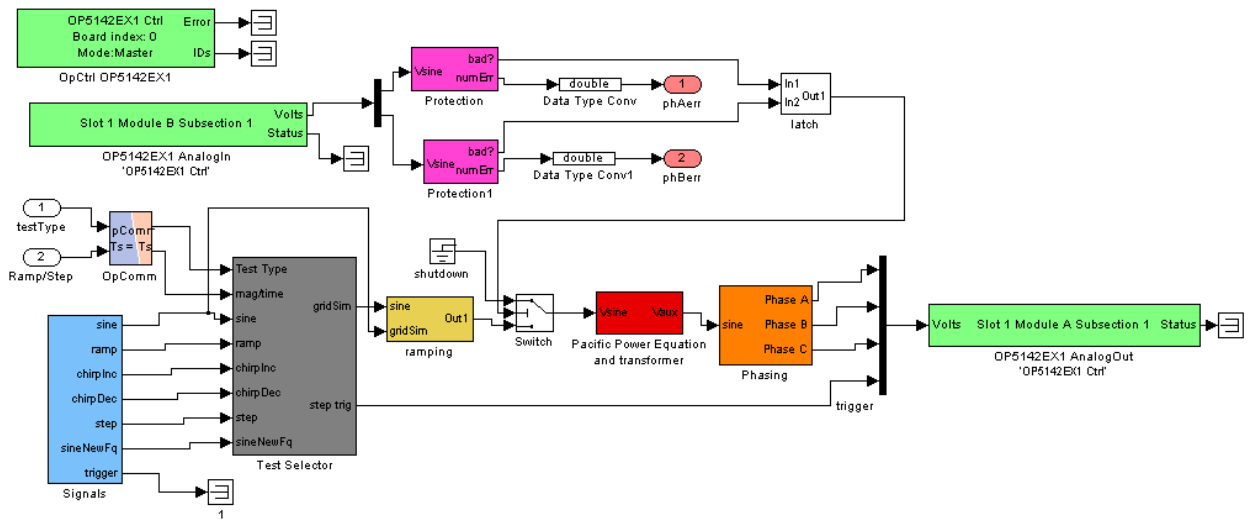 OP5142EX1 Ctrl
Board index: 0
Mode:Master
Error
IDs
OpCtrl OP5142EX1
Slot 1 Module B Subsection 1
Volts
Status
OP5142EX1 AnalogIn
'OP5142EX1 Ctrl'
Vsine
bad?
numErr
Protection
double
Data Type Conv
1
phAerr
In1
In2
Out1
latch
Vsine
bad?
numErr
Protection1
double
Data Type Conv1
2
phBerr
1
testType
2
Ramp/Step
pComr
Ts = Ts
OpComm
Test Type
mag/time
sine
ramp
chirpInc
chirpDec
step
sineNewFq
gridSim
step trig
Test Selector
sine
ramp
chirpInc
chirpDec
step
sineNewFq
trigger
Signals
1
sine
gridSim
Out1
ramping
shutdown
Switch
Vsine
Vaux
Pacific Power Equation
and transformer
sine
Phase A
Phase B
Phase C
Phasing
trigger
Volts
Slot 1 Module A Subsection 1
Status
OP5142EX1 AnalogOut
'OP5142EX1 Ctrl'